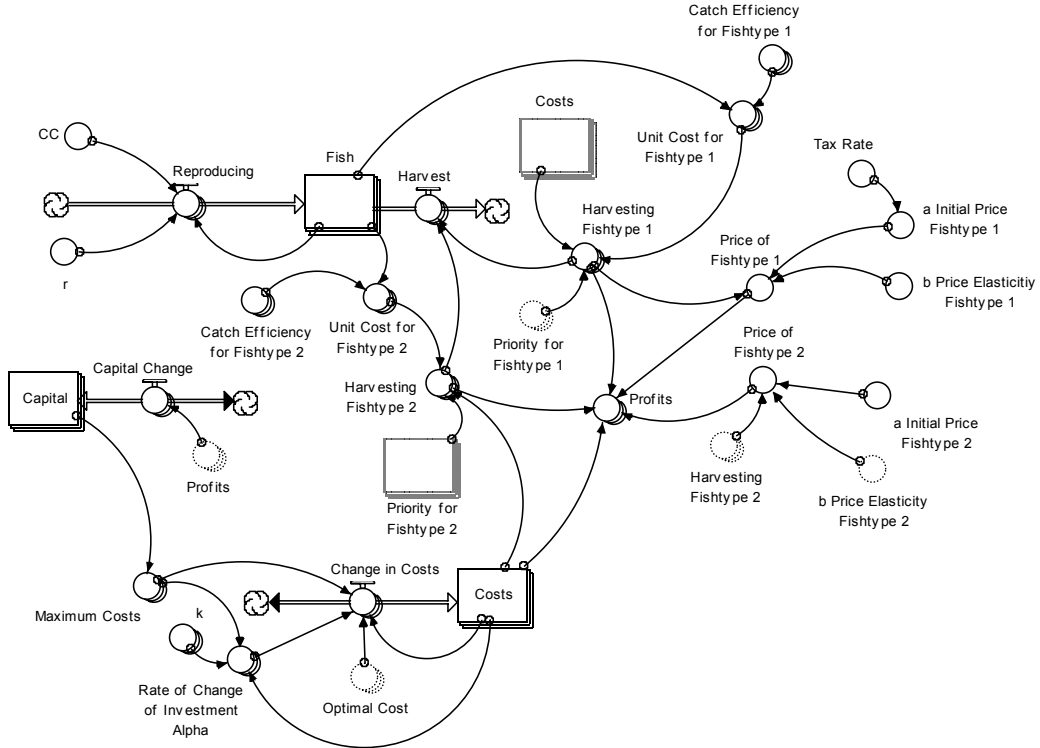 Catch Efficiency
for Fishtype 1
Costs
CC
Unit Cost for
Fishtype 1
Tax Rate
Reproducing
Fish
Harvest
Harvesting
Fishtype 1
a Initial Price
Fishtype 1
Price of
Fishtype 1
r
b Price Elasticitiy
Fishtype 1
Catch Efficiency
for Fishtype 2
Unit Cost for
Fishtype 2
Priority for
Fishtype 1
Price of
Fishtype 2
Capital Change
Capital
Harvesting
Fishtype 2
Profits
a Initial Price
Fishtype 2
Profits
Harvesting
Fishtype 2
b Price Elasticity
Fishtype 2
Priority for
Fishtype 2
Change in Costs
Costs
Maximum Costs
k
Rate of Change
of Investment
Alpha
Optimal Cost